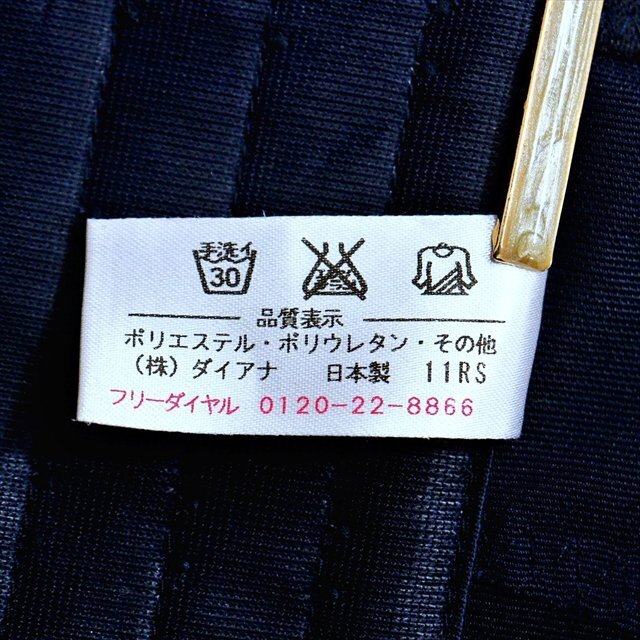 手洗イ
30
品質表示
ポリエステル・ポリウレタン・その他
(株)ダイアナ 日本製 11RS
フリーダイヤル 0120-22-8866